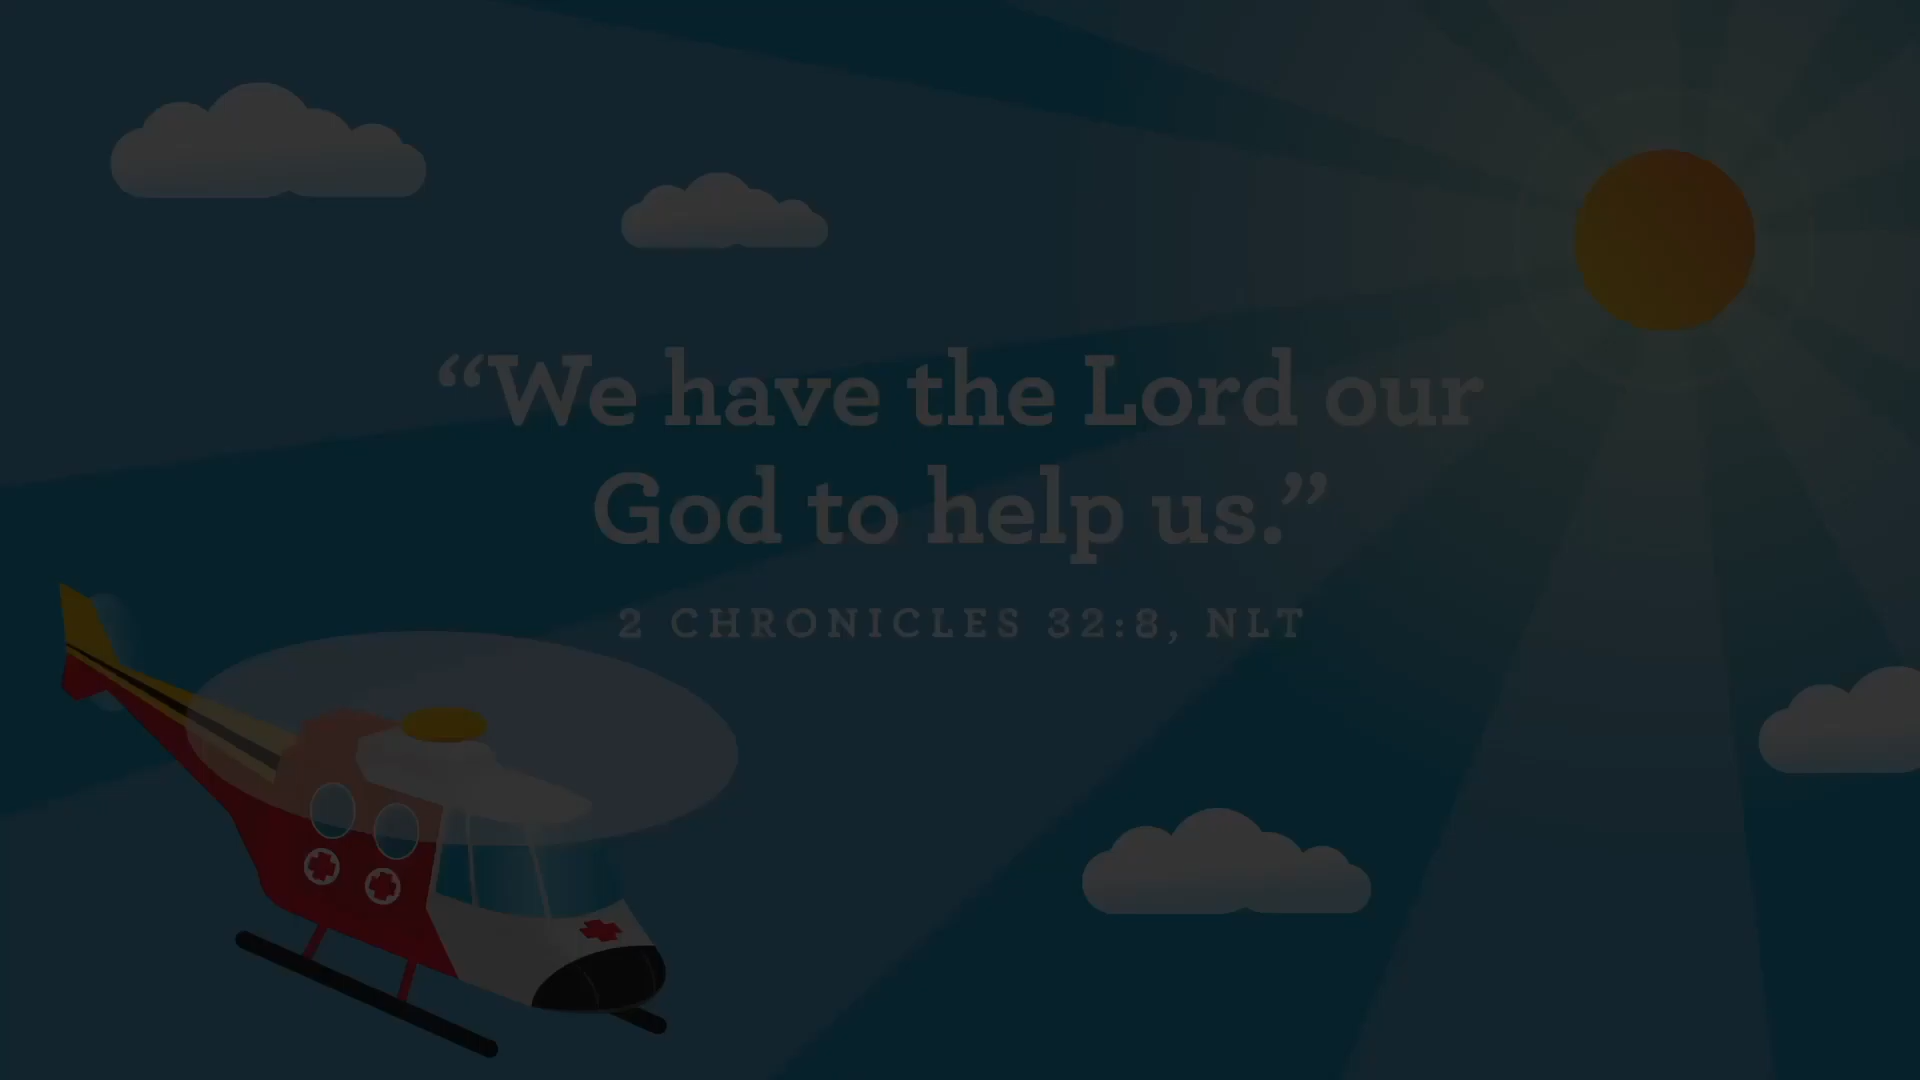 “We have the Lord our
God to help us.”
2 CHRONICLES 32:8, NLT